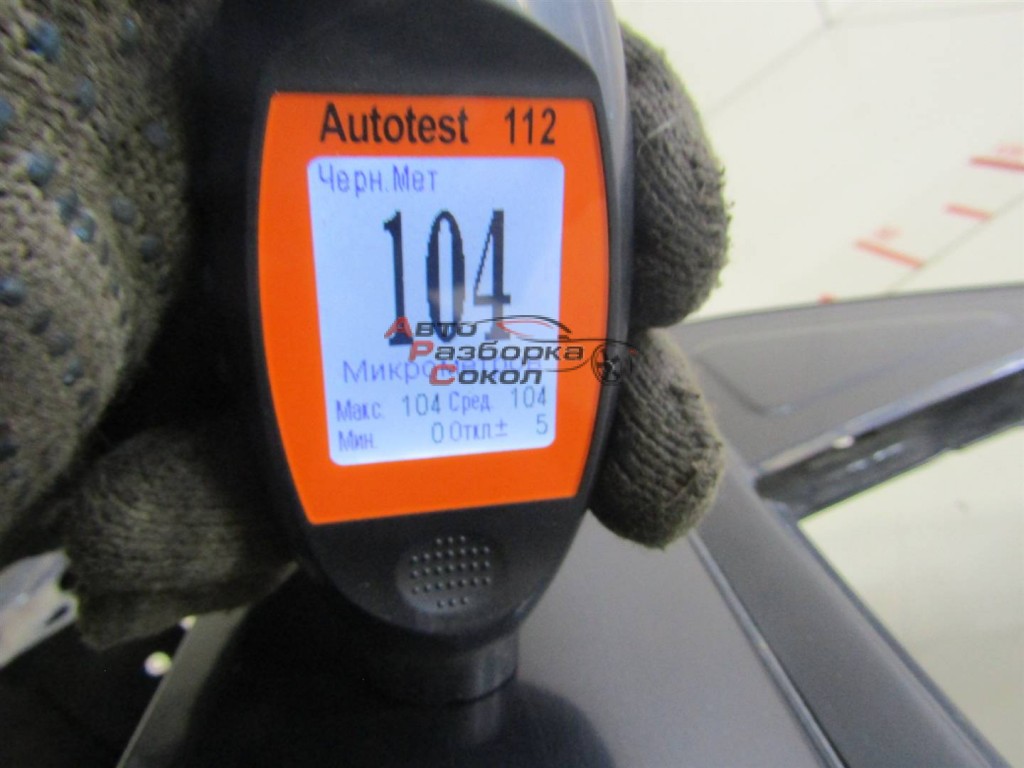 Autotest 112
Черн.Мет
104
Авто
Разборка
Сокол
Макс. 104 Сред. 104
Мин. 0 Откл± 5